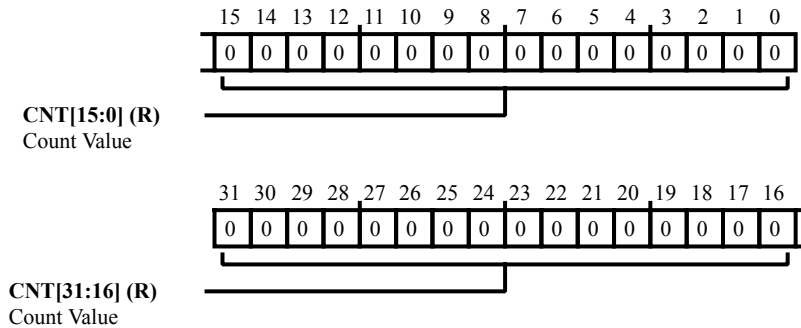 15 14 13 12 11 10 9 8 7 6 5 4 3 2 1 0
0 0 0 0 0 0 0 0 0 0 0 0 0 0 0 0
CNT[15:0] (R)
Count Value
31 30 29 28 27 26 25 24 23 22 21 20 19 18 17 16
0 0 0 0 0 0 0 0 0 0 0 0 0 0 0 0
CNT[31:16] (R)
Count Value